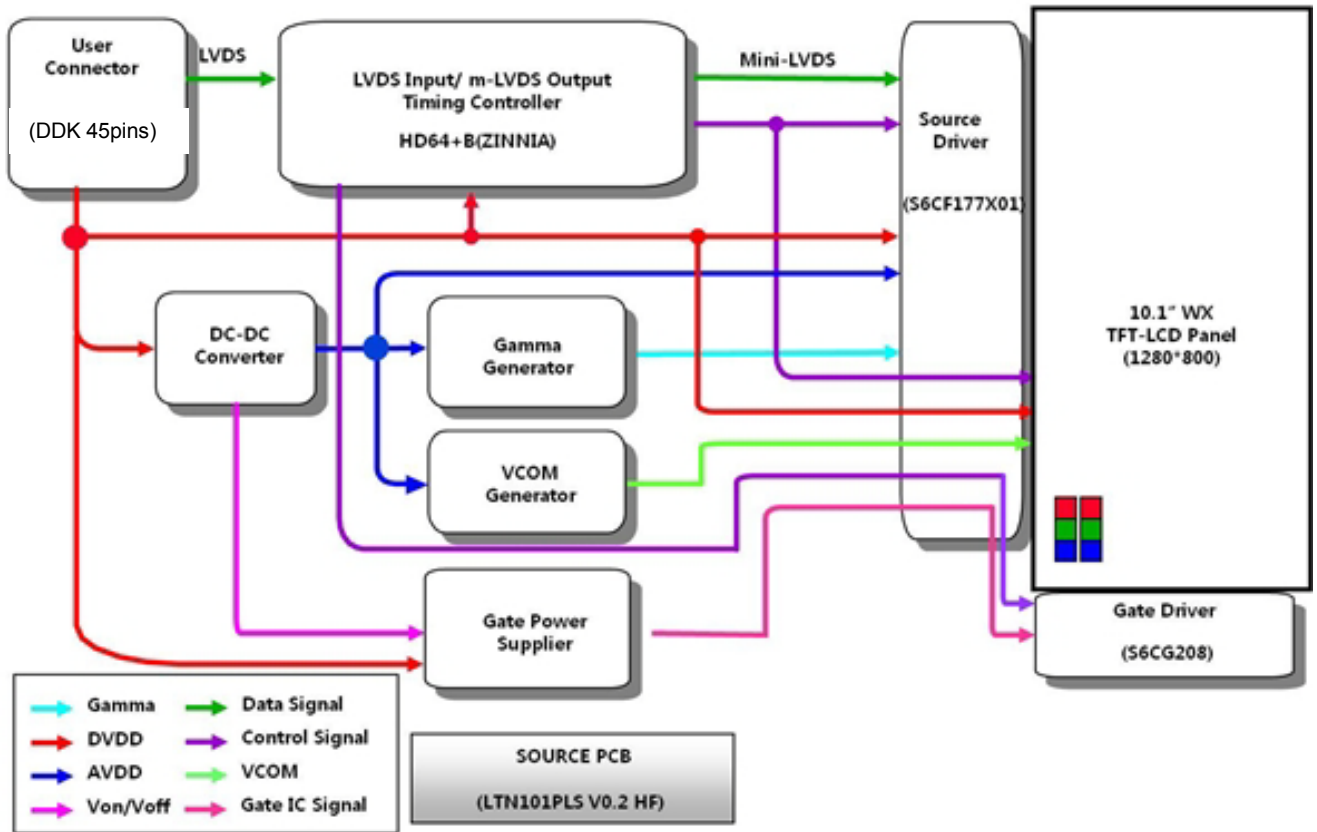 User
Connector
(DDK 45pins)
LVDS
LVDS Input/ m-LVDS Output
Timing Controller
HD64+B(ZINNIA)
Mini-LVDS
Source
Driver
(S6CF177X01)
10.1" WX
TFT-LCD Panel
(1280*800)
DC-DC
Converter
Gamma
Generator
VCOM
Generator
Gate Power
Supplier
Gate Driver
(S6CG208)
Gamma
Data Signal
DVDD
Control Signal
AVDD
VCOM
Von/Voff
Gate IC Signal
SOURCE PCB
(LTN101PLS V0.2 HF)